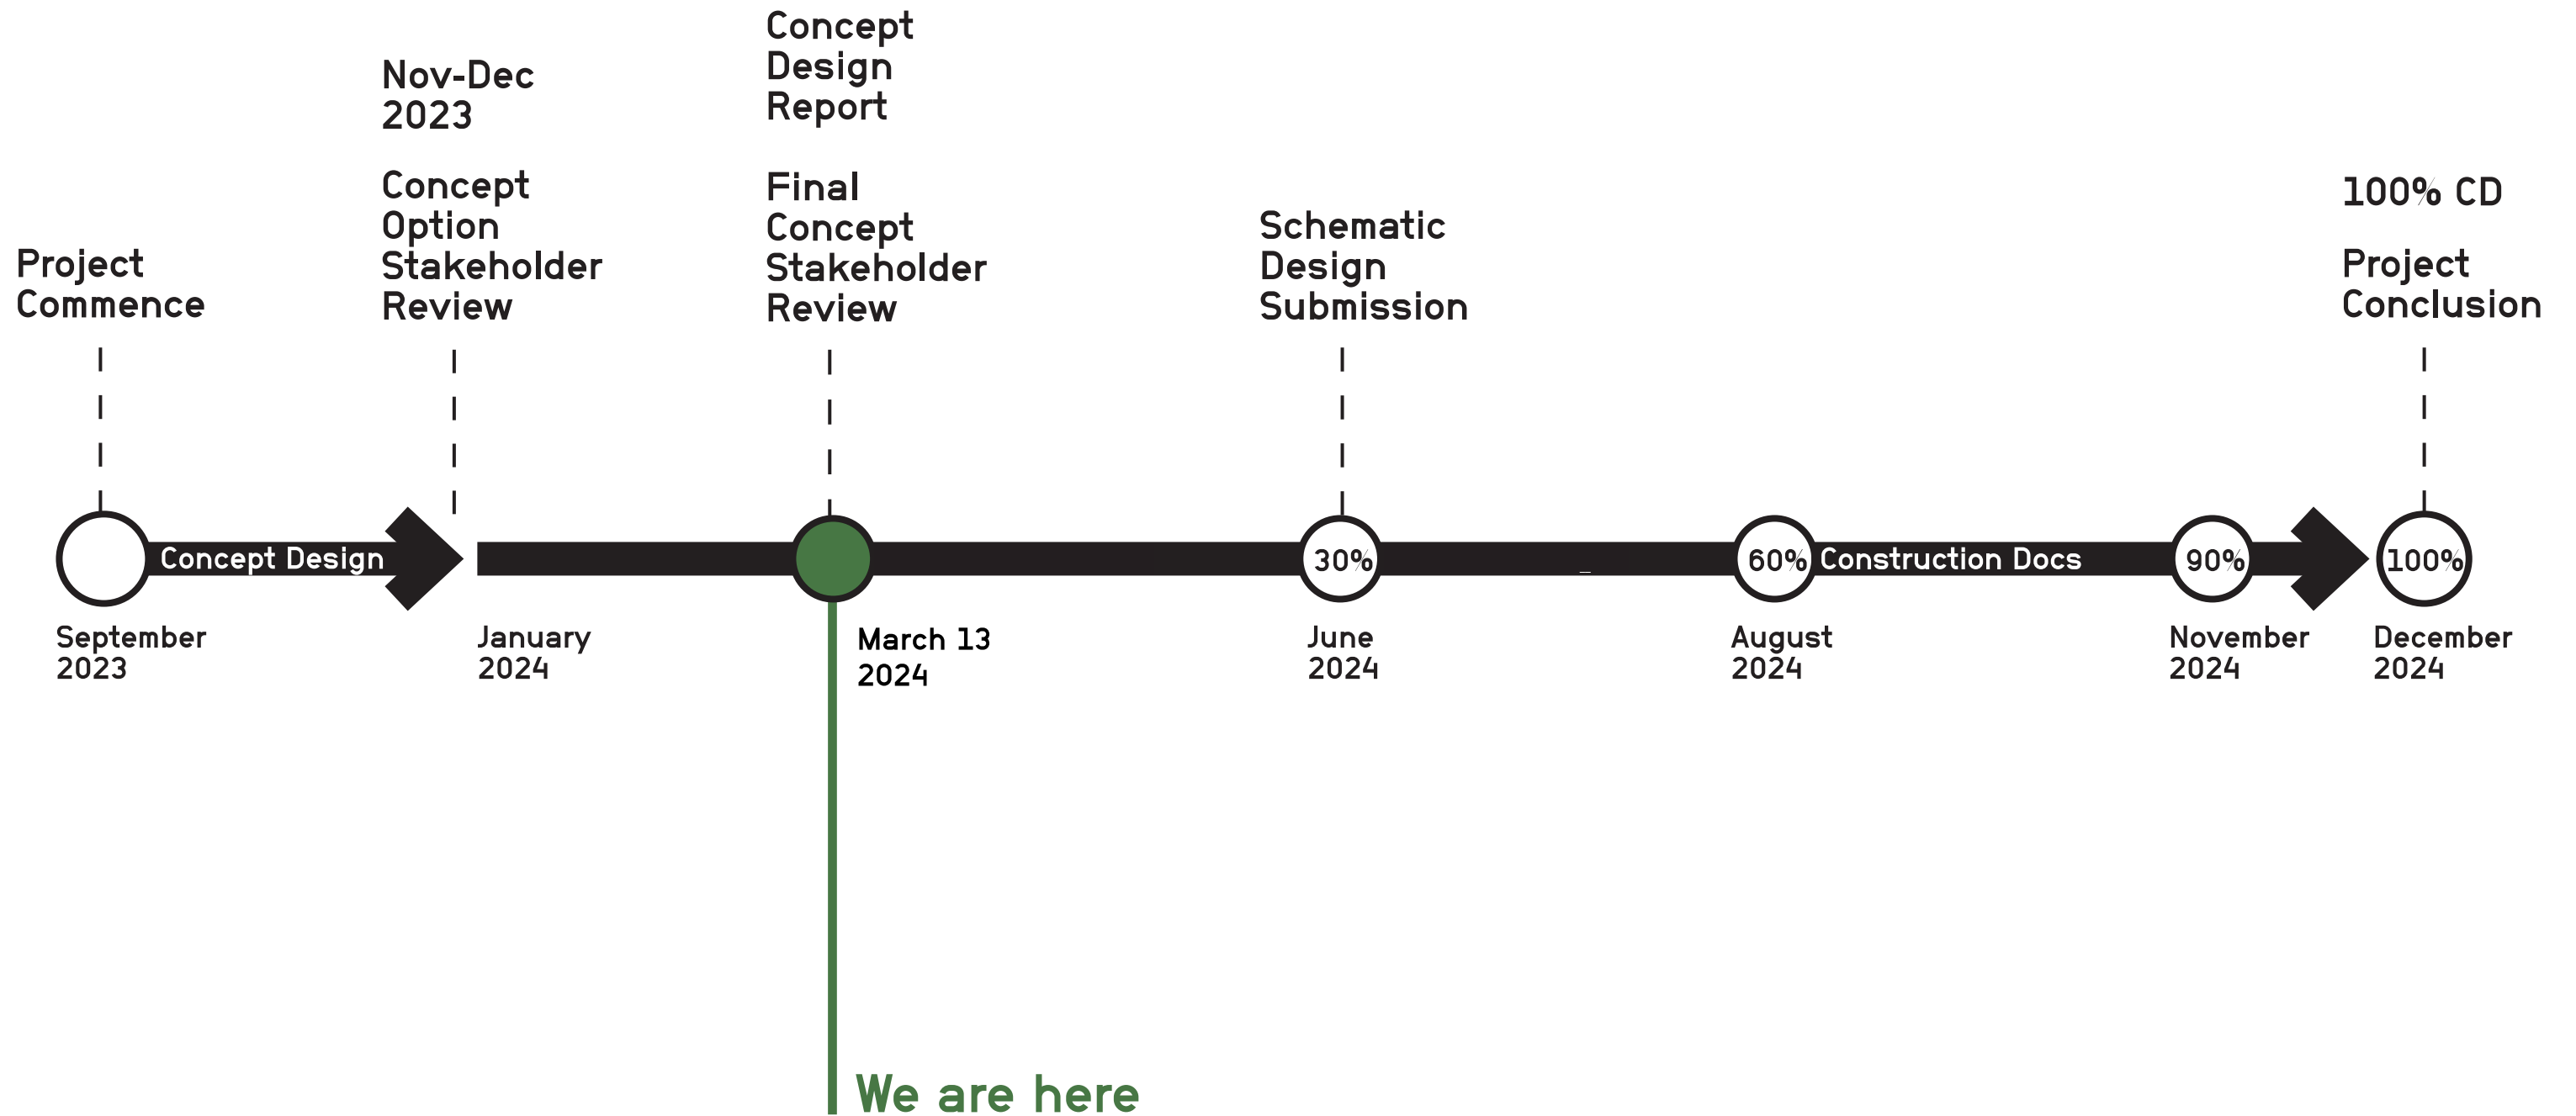 Project
Commence
Nov-Dec
2023
Concept
Option
Stakeholder
Review
Concept
Design
Report
Final
Concept
Stakeholder
Review
Schematic
Design
Submission
100% CD
Project
Conclusion
Concept Design
30%
60%
Construction Docs
90%
100%
September
2023
January
2024
March 13
2024
June
2024
August
2024
November
2024
December
2024
We are here